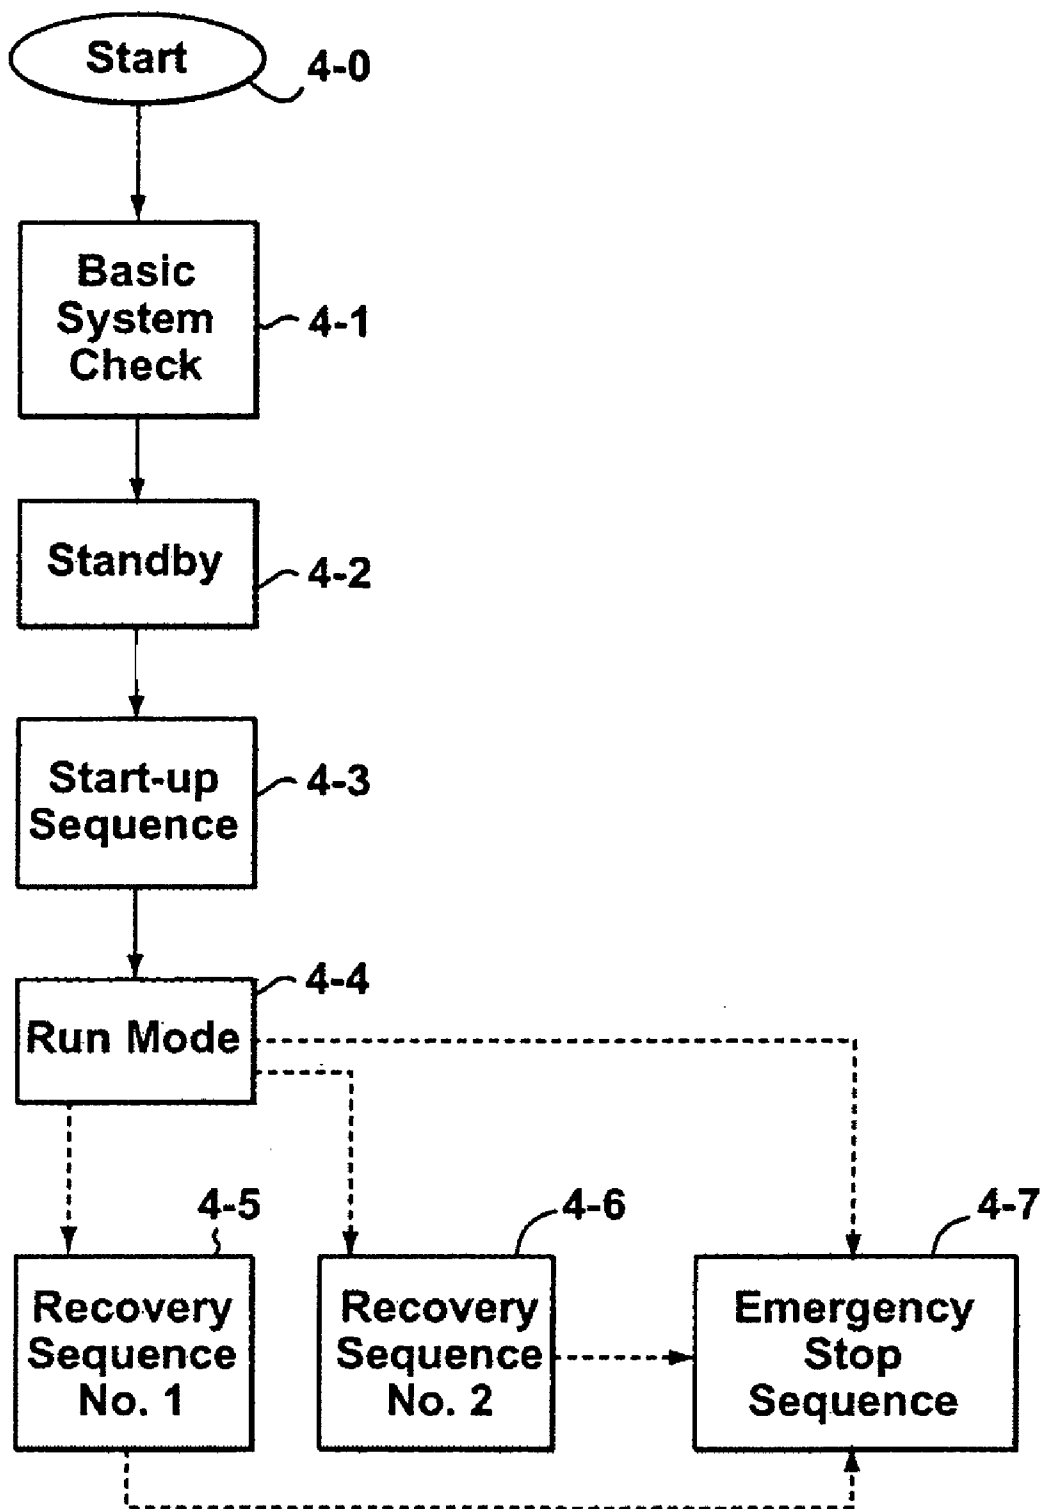 Start
4-0
Basic
System
Check
4-1
Standby
4-2
Start-up
Sequence
4-3
4-4
Run Mode
4-5
4-6
4-7
Recovery
Sequence
No. 1
Recovery
Sequence
No. 2
Emergency
Stop
Sequence